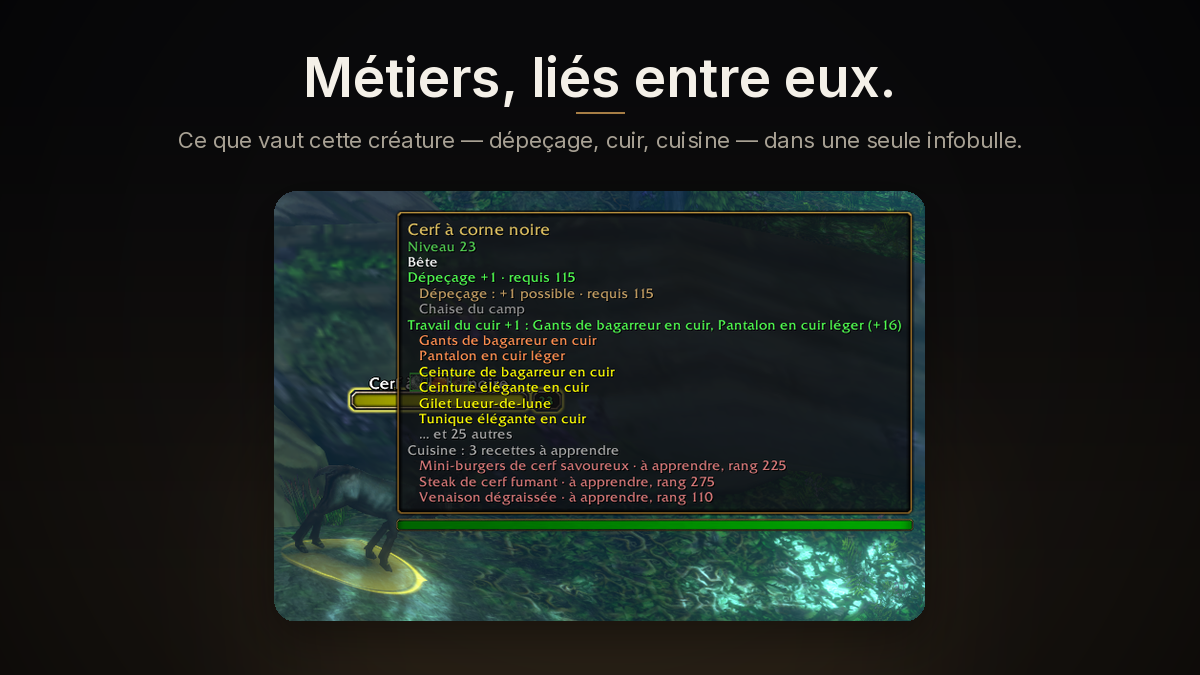 Métiers, liés entre eux.
Ce que vaut cette créature — dépeçage, cuir, cuisine — dans une seule infobulle.
Cerf à corne noire
Niveau 23
Bête
Dépeçage +1 · requis 115
Dépeçage : +1 possible · requis 115
Chaise du camp
Travail du cuir +1 : Gants de bagarreur en cuir, Pantalon en cuir léger (+16)
Gants de bagarreur en cuir
Pantalon en cuir léger
Ceinture de bagarreur en cuir
Ceinture élégante en cuir
Gilet Lueur-de-lune
Tunique élégante en cuir
... et 25 autres
Cuisine : 3 recettes à apprendre
Mini-burgers de cerf savoureux · à apprendre, rang 225
Steak de cerf fumant · à apprendre, rang 275
Venaison dégraissée · à apprendre, rang 110